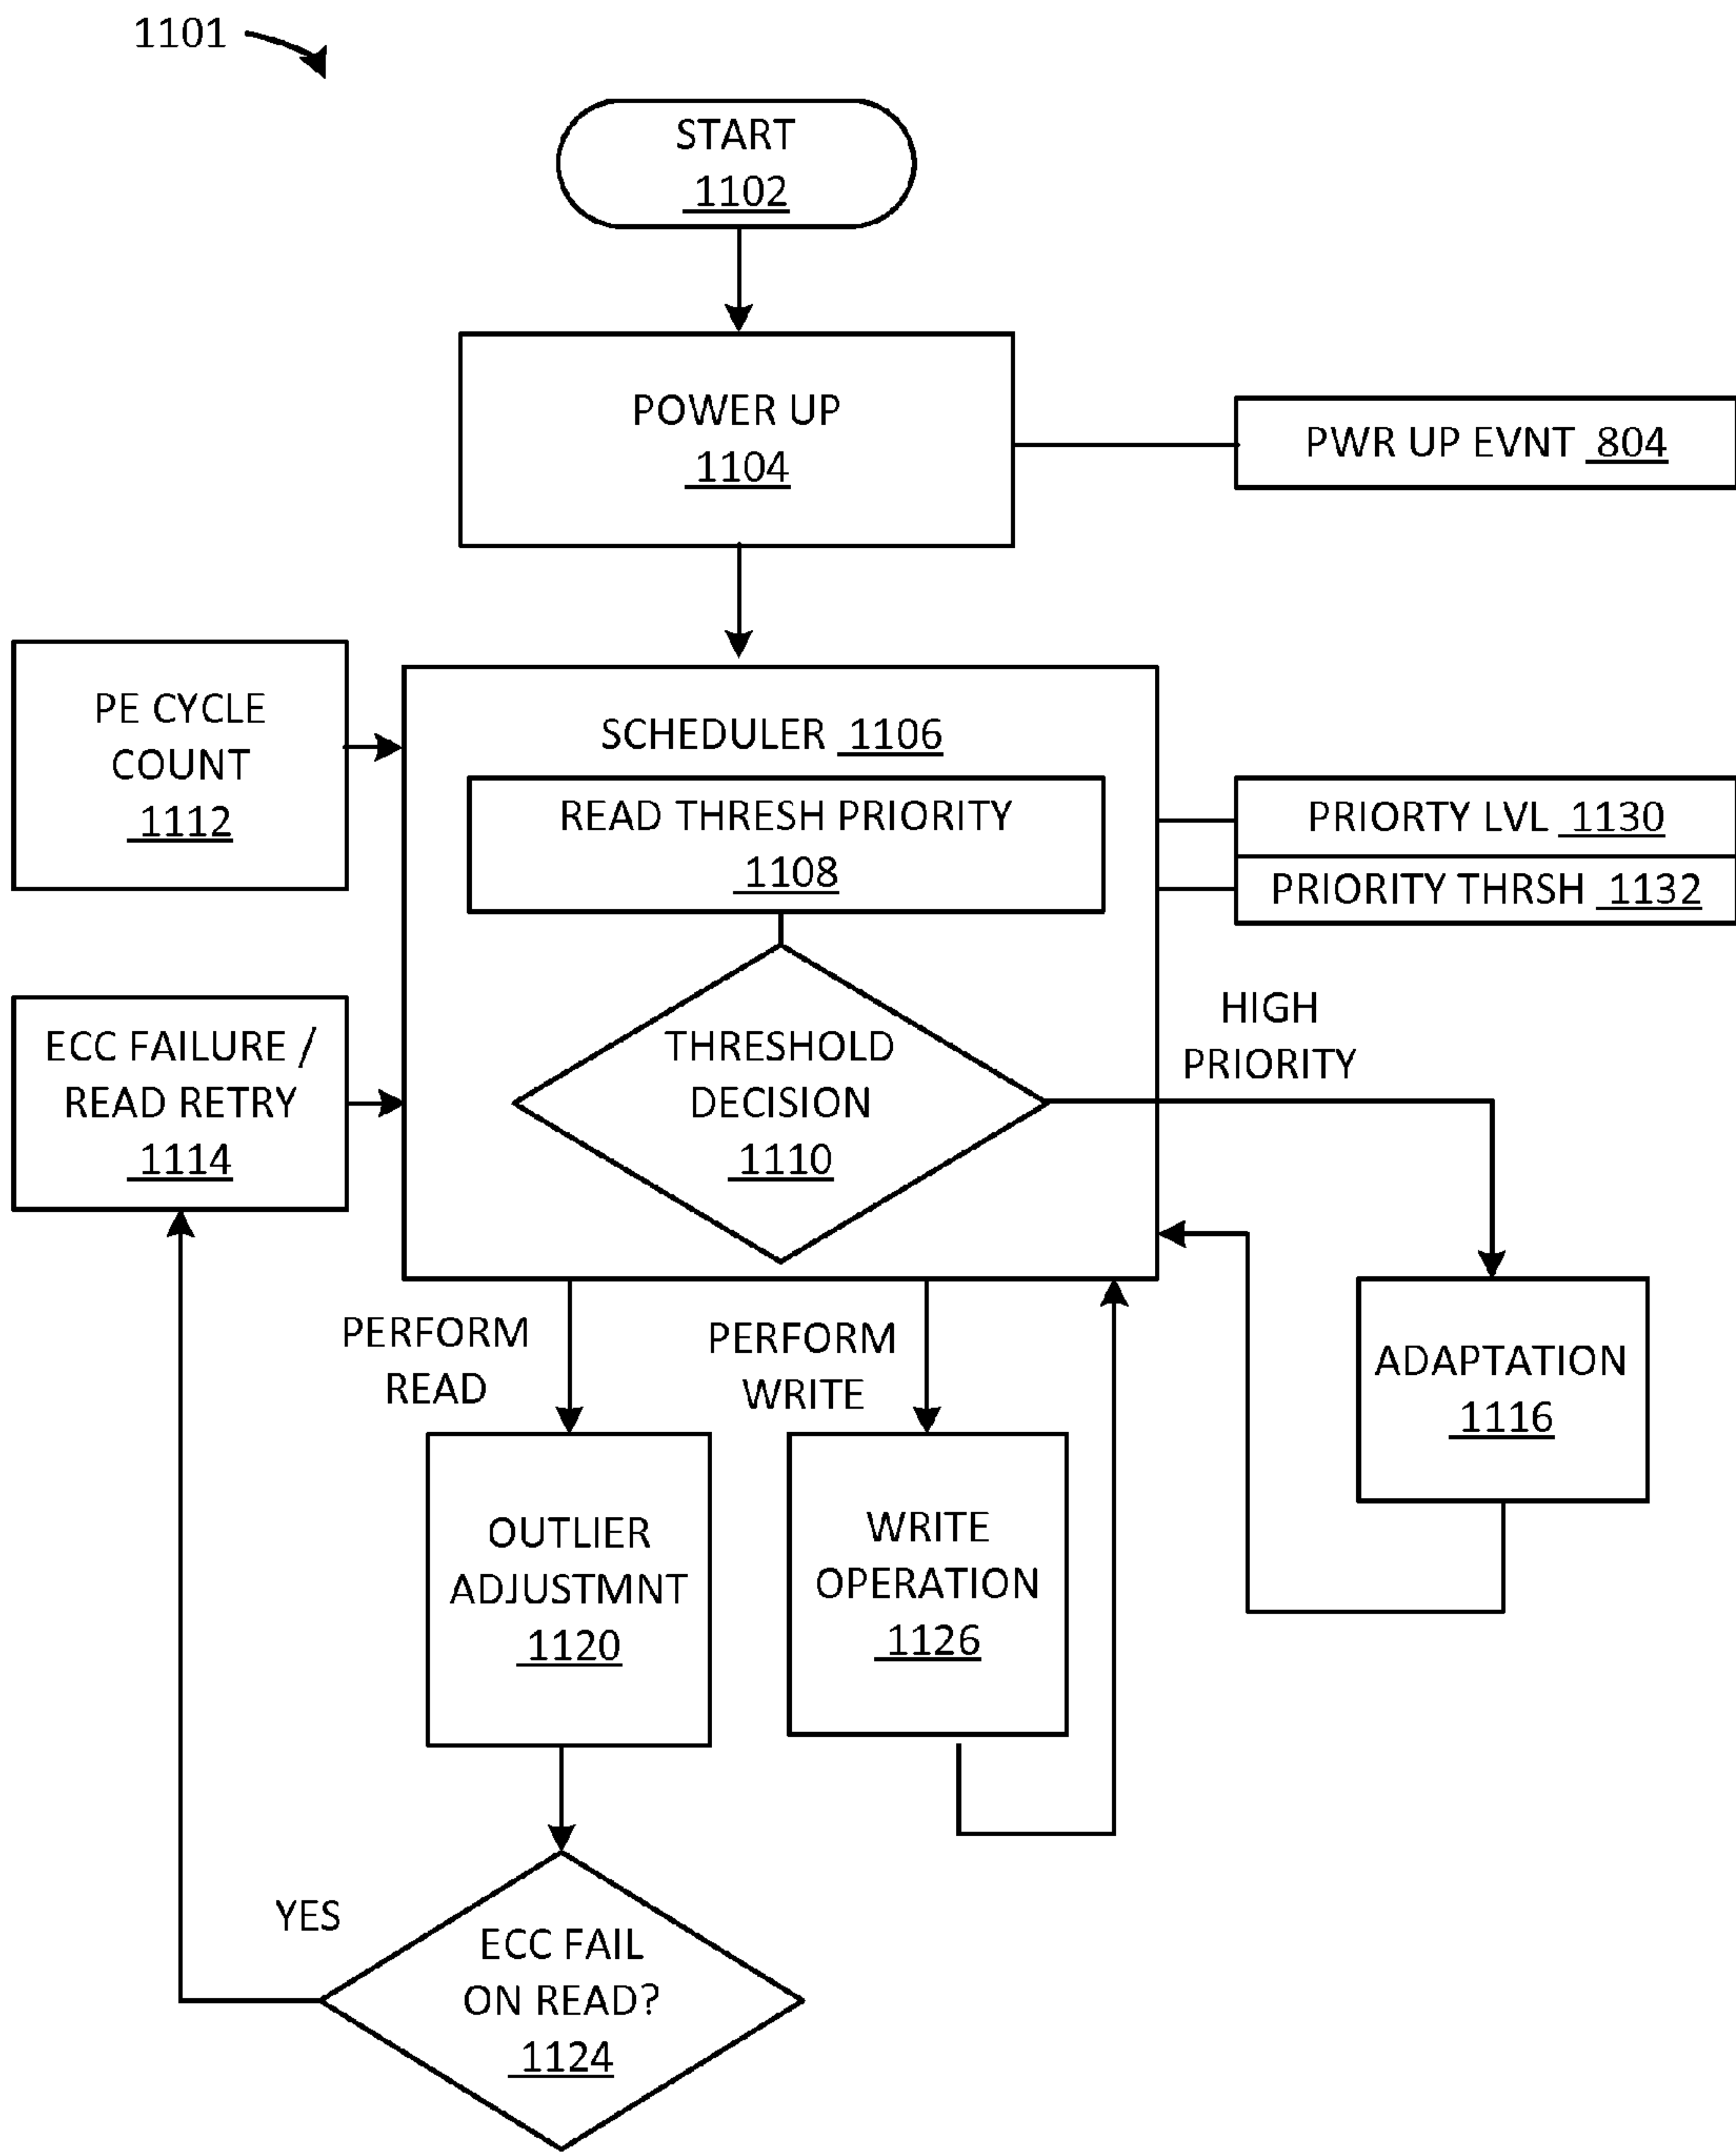 1101
START
1102
POWER UP
1104
PWR UP EVNT 804
PE CYCLE
COUNT
1112
SCHEDULER 1106
READ THRESH PRIORITY
1108
PRIORTY LVL 1130
PRIORITY THRSH 1132
ECC FAILURE /
READ RETRY
1114
THRESHOLD
DECISION
1110
HIGH
PRIORITY
PERFORM
READ
PERFORM
WRITE
ADAPTATION
1116
OUTLIER
ADJUSTMNT
1120
WRITE
OPERATION
1126
YES
ECC FAIL
ON READ?
1124